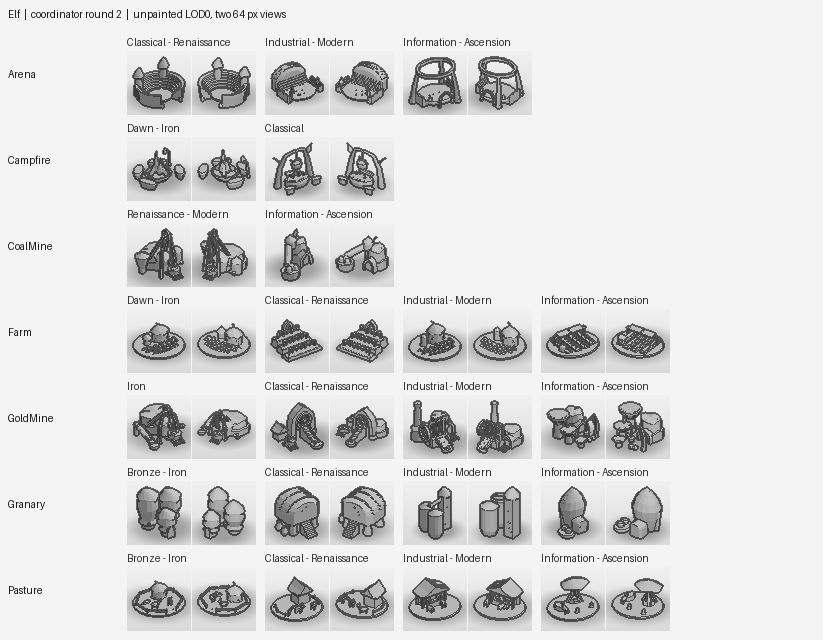 Elf | coordinator round 2 | unpainted LOD0, two 64 px views
Classical - Renaissance Industrial - Modern Information - Ascension
Arena
Dawn - Iron Classical
Campfire
Renaissance - Modern Information - Ascension
CoalMine
Dawn - Iron Classical - Renaissance Industrial - Modern Information - Ascension
Farm
Iron Classical - Renaissance Industrial - Modern Information - Ascension
GoldMine
Bronze - Iron Classical - Renaissance Industrial - Modern Information - Ascension
Granary
Bronze - Iron Classical - Renaissance Industrial - Modern Information - Ascension
Pasture